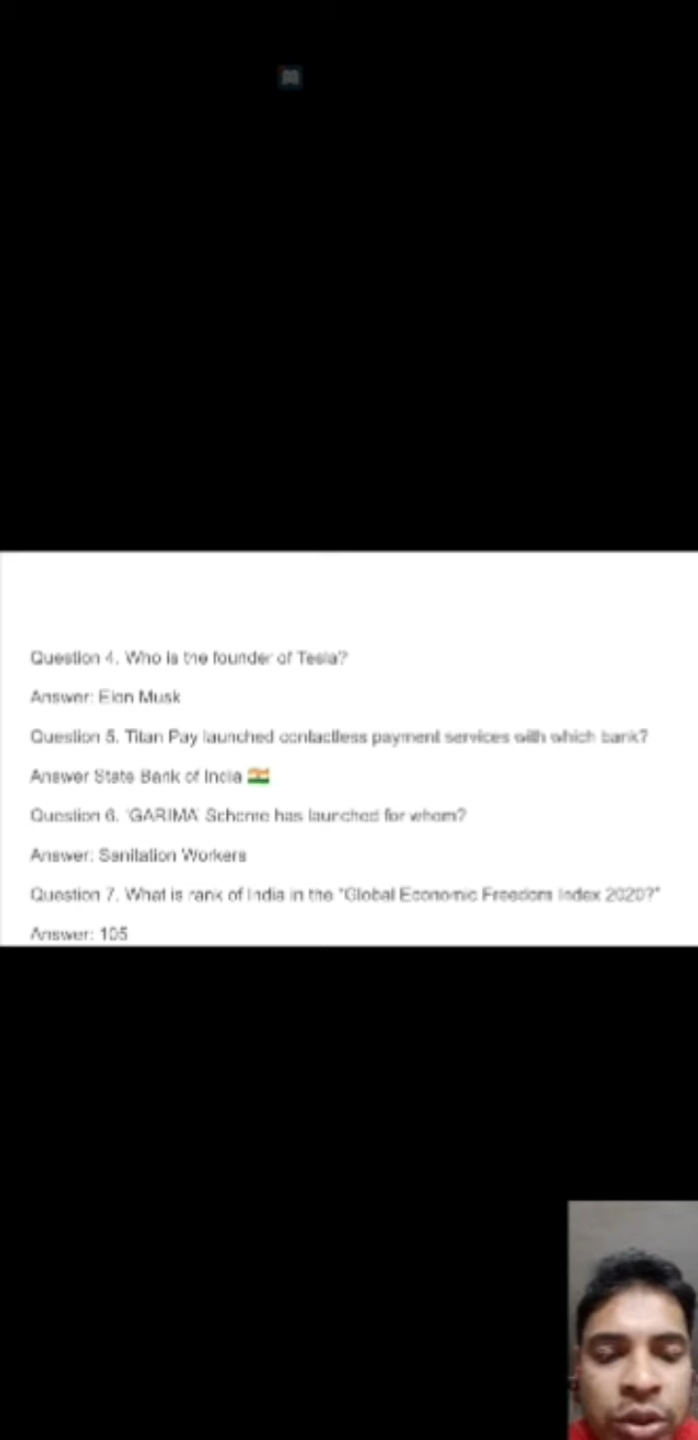 Question 4. Who is the founder of Tesla?
Answer: Elon Musk
Question 5. Titan Pay launched contactless payment services with which bank?
Answer State Bank of India 🇮🇳
Question 6. 'GARIMA' Scheme has launched for whom?
Answer: Sanitation Workers
Question 7. What is rank of India in the "Global Economic Freedom Index 2020?"
Answer: 105